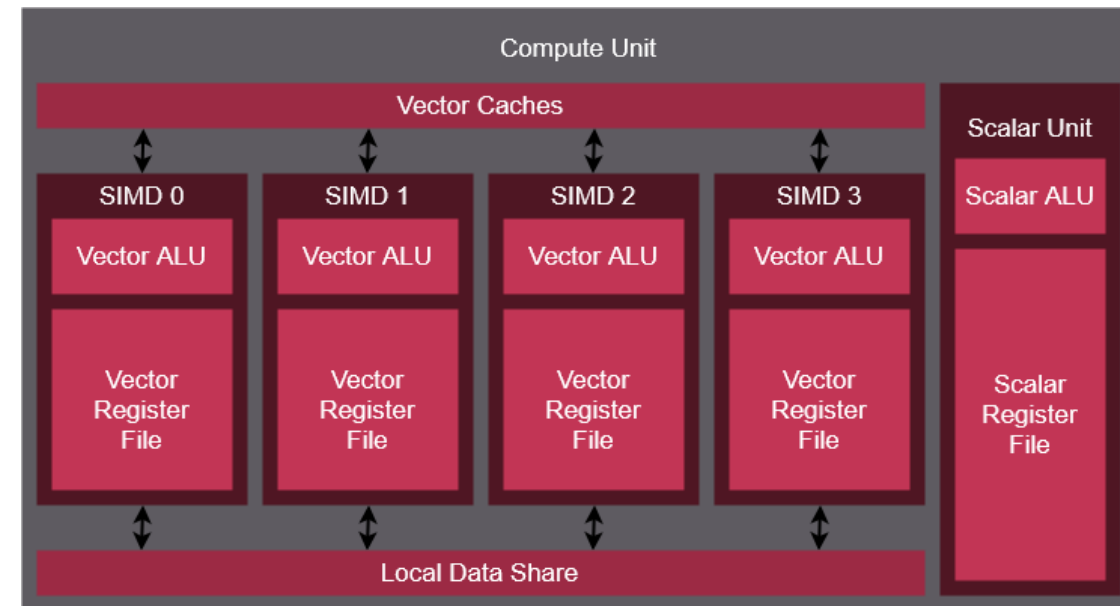 Compute Unit
Vector Caches
Scalar Unit
SIMD 0
SIMD 1
SIMD 2
SIMD 3
Scalar ALU
Vector ALU
Vector ALU
Vector ALU
Vector ALU
Vector
Register
File
Vector
Register
File
Vector
Register
File
Vector
Register
File
Scalar
Register
File
Local Data Share